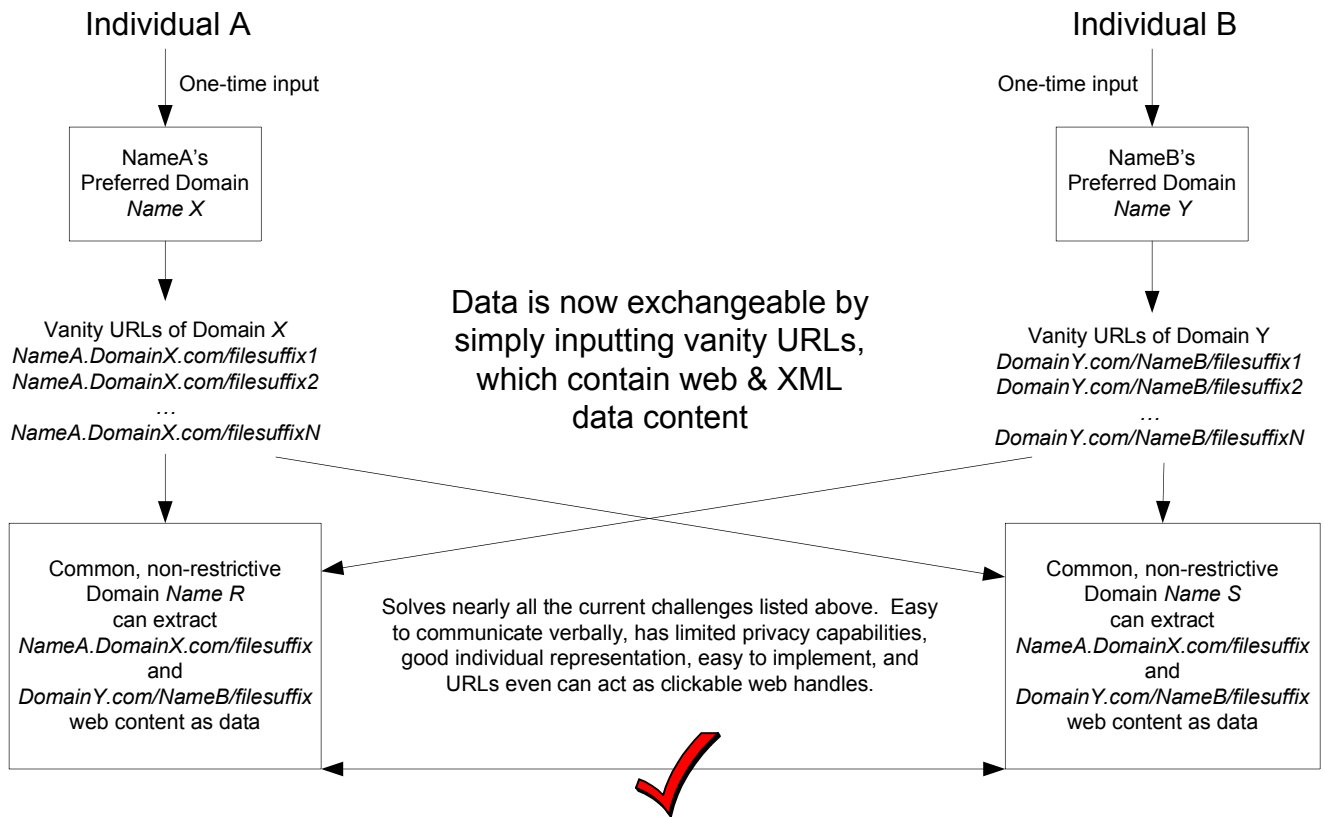 Individual A
One-time input
NameA's
Preferred Domain
Name X
Vanity URLs of Domain X
NameA.DomainX.com/filesuffix1
NameA.DomainX.com/filesuffix2
…
NameA.DomainX.com/filesuffixN
Common, non-restrictive
Domain Name R
can extract
NameA.DomainX.com/filesuffix
and
DomainY.com/NameB/filesuffix
web content as data
Data is now exchangeable by
simply inputting vanity URLs,
which contain web & XML
data content
Solves nearly all the current challenges listed above. Easy
to communicate verbally, has limited privacy capabilities,
good individual representation, easy to implement, and
URLs even can act as clickable web handles.
Individual B
One-time input
NameB's
Preferred Domain
Name Y
Vanity URLs of Domain Y
DomainY.com/NameB/filesuffix1
DomainY.com/NameB/filesuffix2
…
DomainY.com/NameB/filesuffixN
Common, non-restrictive
Domain Name S
can extract
NameA.DomainX.com/filesuffix
and
DomainY.com/NameB/filesuffix
web content as data